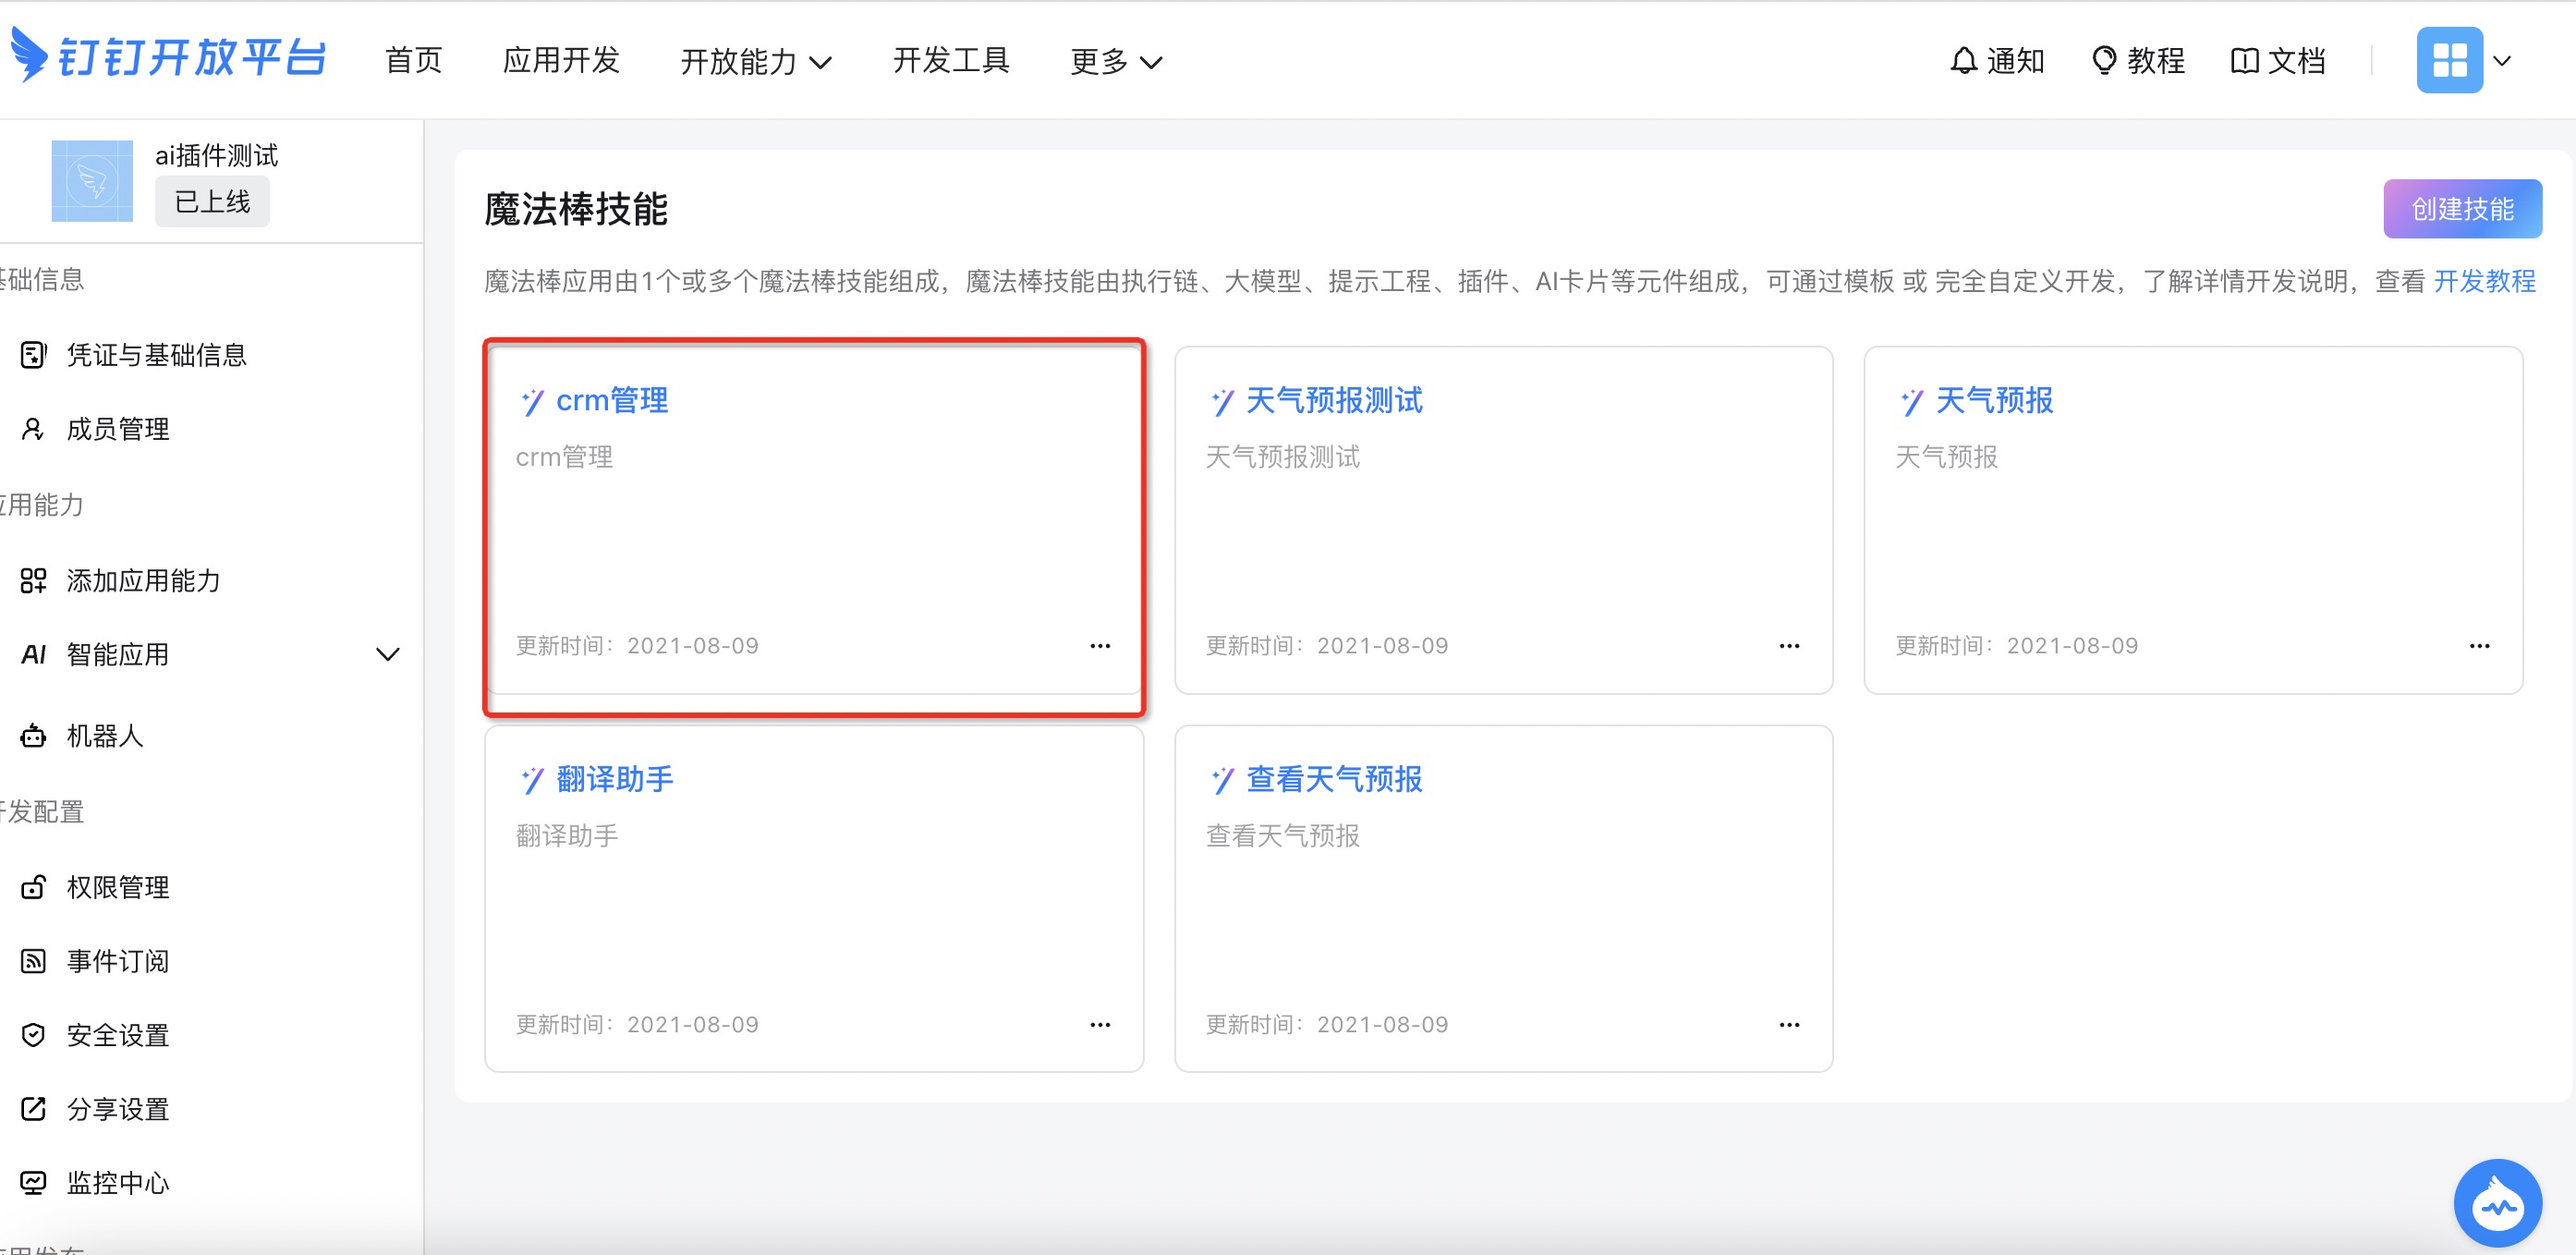 钉钉开放平台 首页 应用开发 开放能力 开发工具 更多 通知 教程 文档
ai插件测试
已上线
基础信息
凭证与基础信息
成员管理
应用能力
添加应用能力
AI 智能应用
机器人
开发配置
权限管理
事件订阅
安全设置
分享设置
监控中心
魔法棒技能
创建技能
魔法棒应用由1个或多个魔法棒技能组成，魔法棒技能由执行链、大模型、提示工程、插件、AI卡片等元件组成，可通过模板 或 完全自定义开发，了解详情开发说明，查看 开发教程
crm管理
crm管理
更新时间：2021-08-09
天气预报测试
天气预报测试
更新时间：2021-08-09
天气预报
天气预报
更新时间：2021-08-09
翻译助手
翻译助手
更新时间：2021-08-09
查看天气预报
查看天气预报
更新时间：2021-08-09